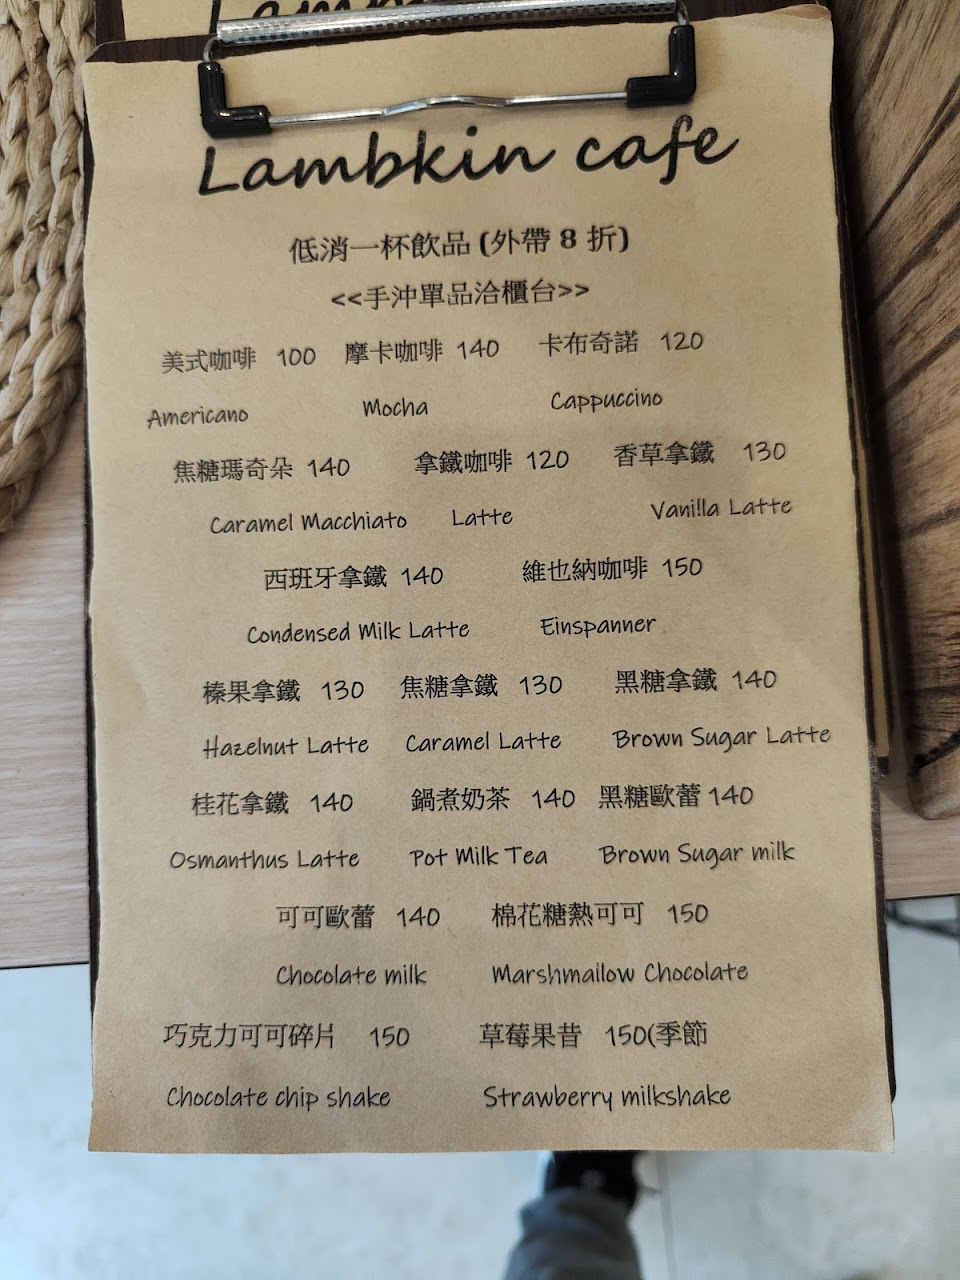 Lambkin cafe
低消一杯飲品 (外帶 8 折)
<<手沖單品洽櫃台>>
美式咖啡 100 摩卡咖啡 140 卡布奇諾 120
Americano Mocha Cappuccino
焦糖瑪奇朵 140 拿鐵咖啡 120 香草拿鐵 130
Caramel Macchiato Latte Vanilla Latte
西班牙拿鐵 140 維也納咖啡 150
Condensed Milk Latte Einspanner
榛果拿鐵 130 焦糖拿鐵 130 黑糖拿鐵 140
Hazelnut Latte Caramel Latte Brown Sugar Latte
桂花拿鐵 140 鍋煮奶茶 140 黑糖歐蕾 140
Osmanthus Latte Pot Milk Tea Brown Sugar milk
可可歐蕾 140 棉花糖熱可可 150
Chocolate milk Marshmallow Chocolate
巧克力可可碎片 150 草莓果昔 150(季節
Chocolate chip shake Strawberry milkshake